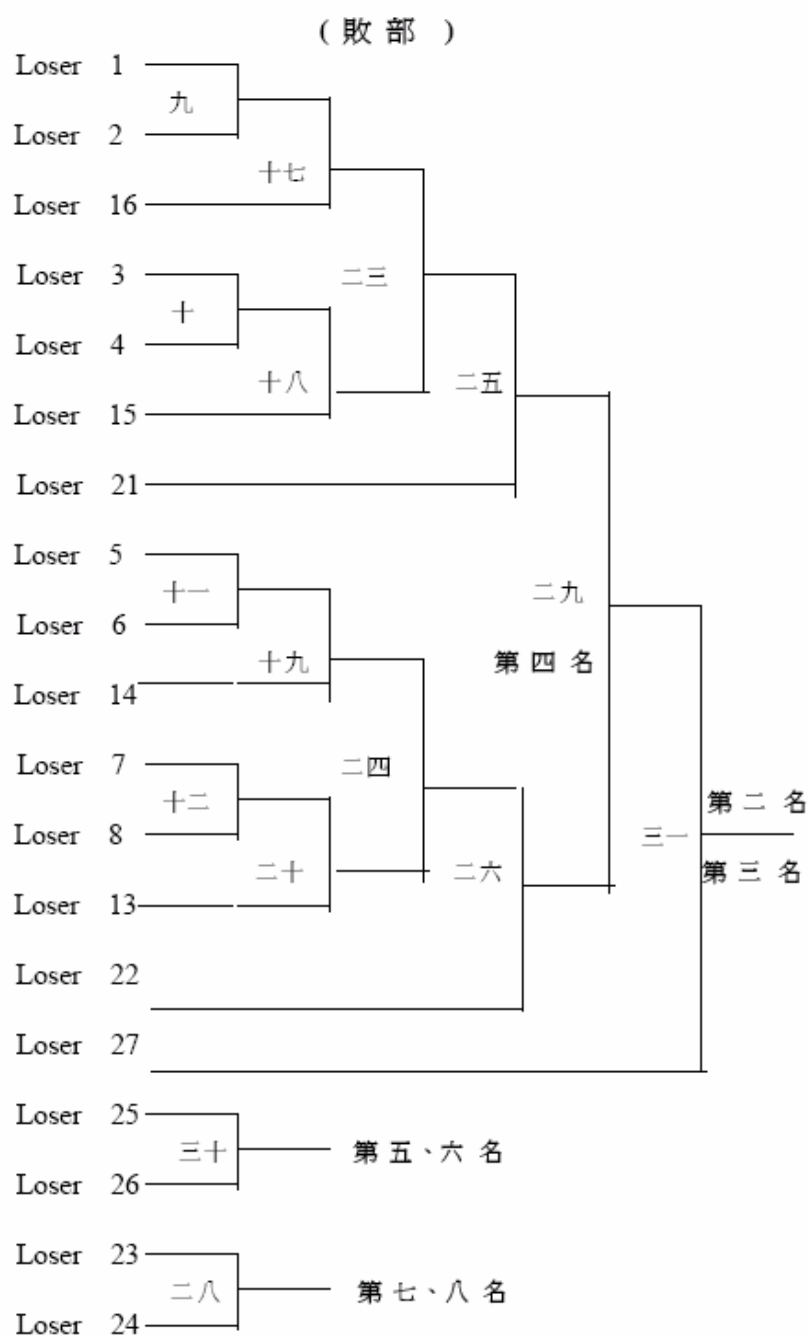 ( 敗 部 )
Loser 1
九
Loser 2
十七
Loser 16
Loser 3
二三
十
Loser 4
十八
二五
Loser 15
Loser 21
Loser 5
十一
二九
Loser 6
十九
第 四 名
Loser 14
Loser 7
二四
十二
第 二 名
Loser 8
三一
二十
二六
第 三 名
Loser 13
Loser 22
Loser 27
Loser 25
三十
第 五、六 名
Loser 26
Loser 23
二八
第 七、八 名
Loser 24